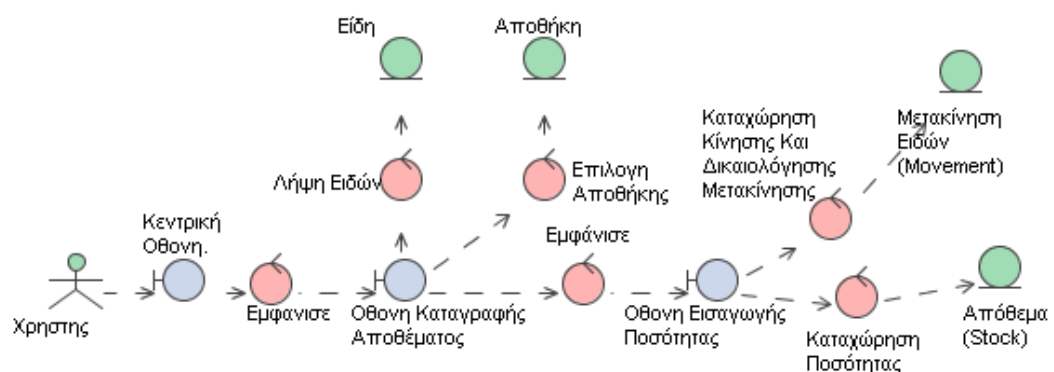 Είδη
Αποθήκη
Καταχώρηση
Κίνησης Και
Δικαιολόγησης
Μετακίνησης
Μετακίνηση
Ειδών
(Movement)
Λήψη Ειδών
Επιλογη
Αποθήκης
Κεντρική
Οθονη.
Εμφάνισε
Χρηστης
Εμφανισε
Οθονη Καταγραφής
Αποθέματος
Οθονη Εισαγωγής
Ποσότητας
Καταχώρηση
Ποσότητας
Απόθεμα
(Stock)